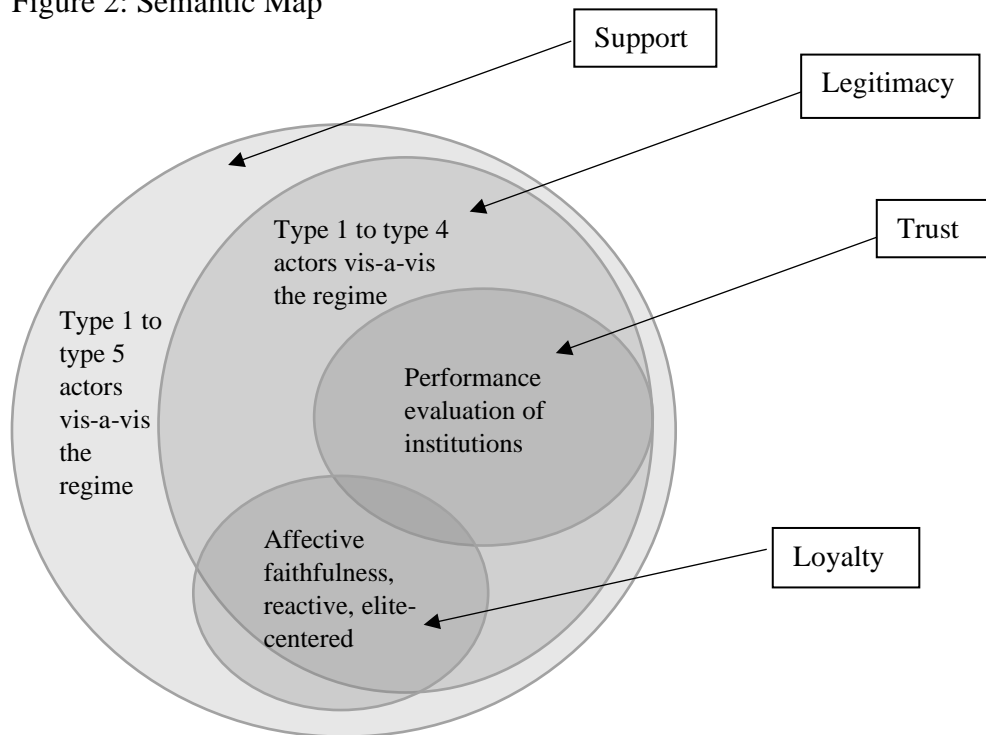 Figure 2: Semantic Map
Support
Legitimacy
Trust
Type 1 to type 4
actors vis-a-vis
the regime
Type 1 to
type 5
actors
vis-a-vis
the
regime
Performance
evaluation of
institutions
Affective
faithfulness,
reactive, elite-
centered
Loyalty